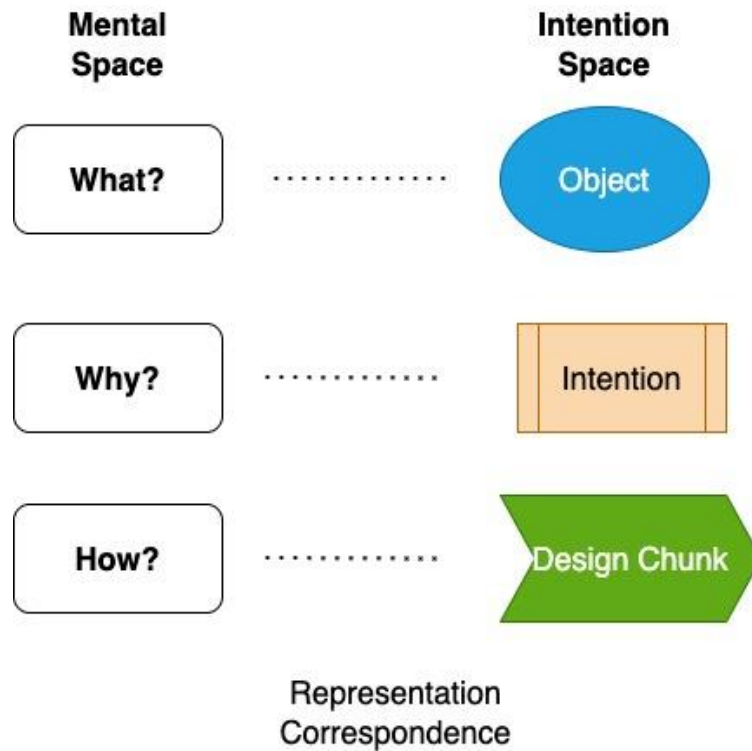 Mental
Space
Intention
Space
What?
Object
Why?
Intention
How?
Design Chunk
Representation
Correspondence